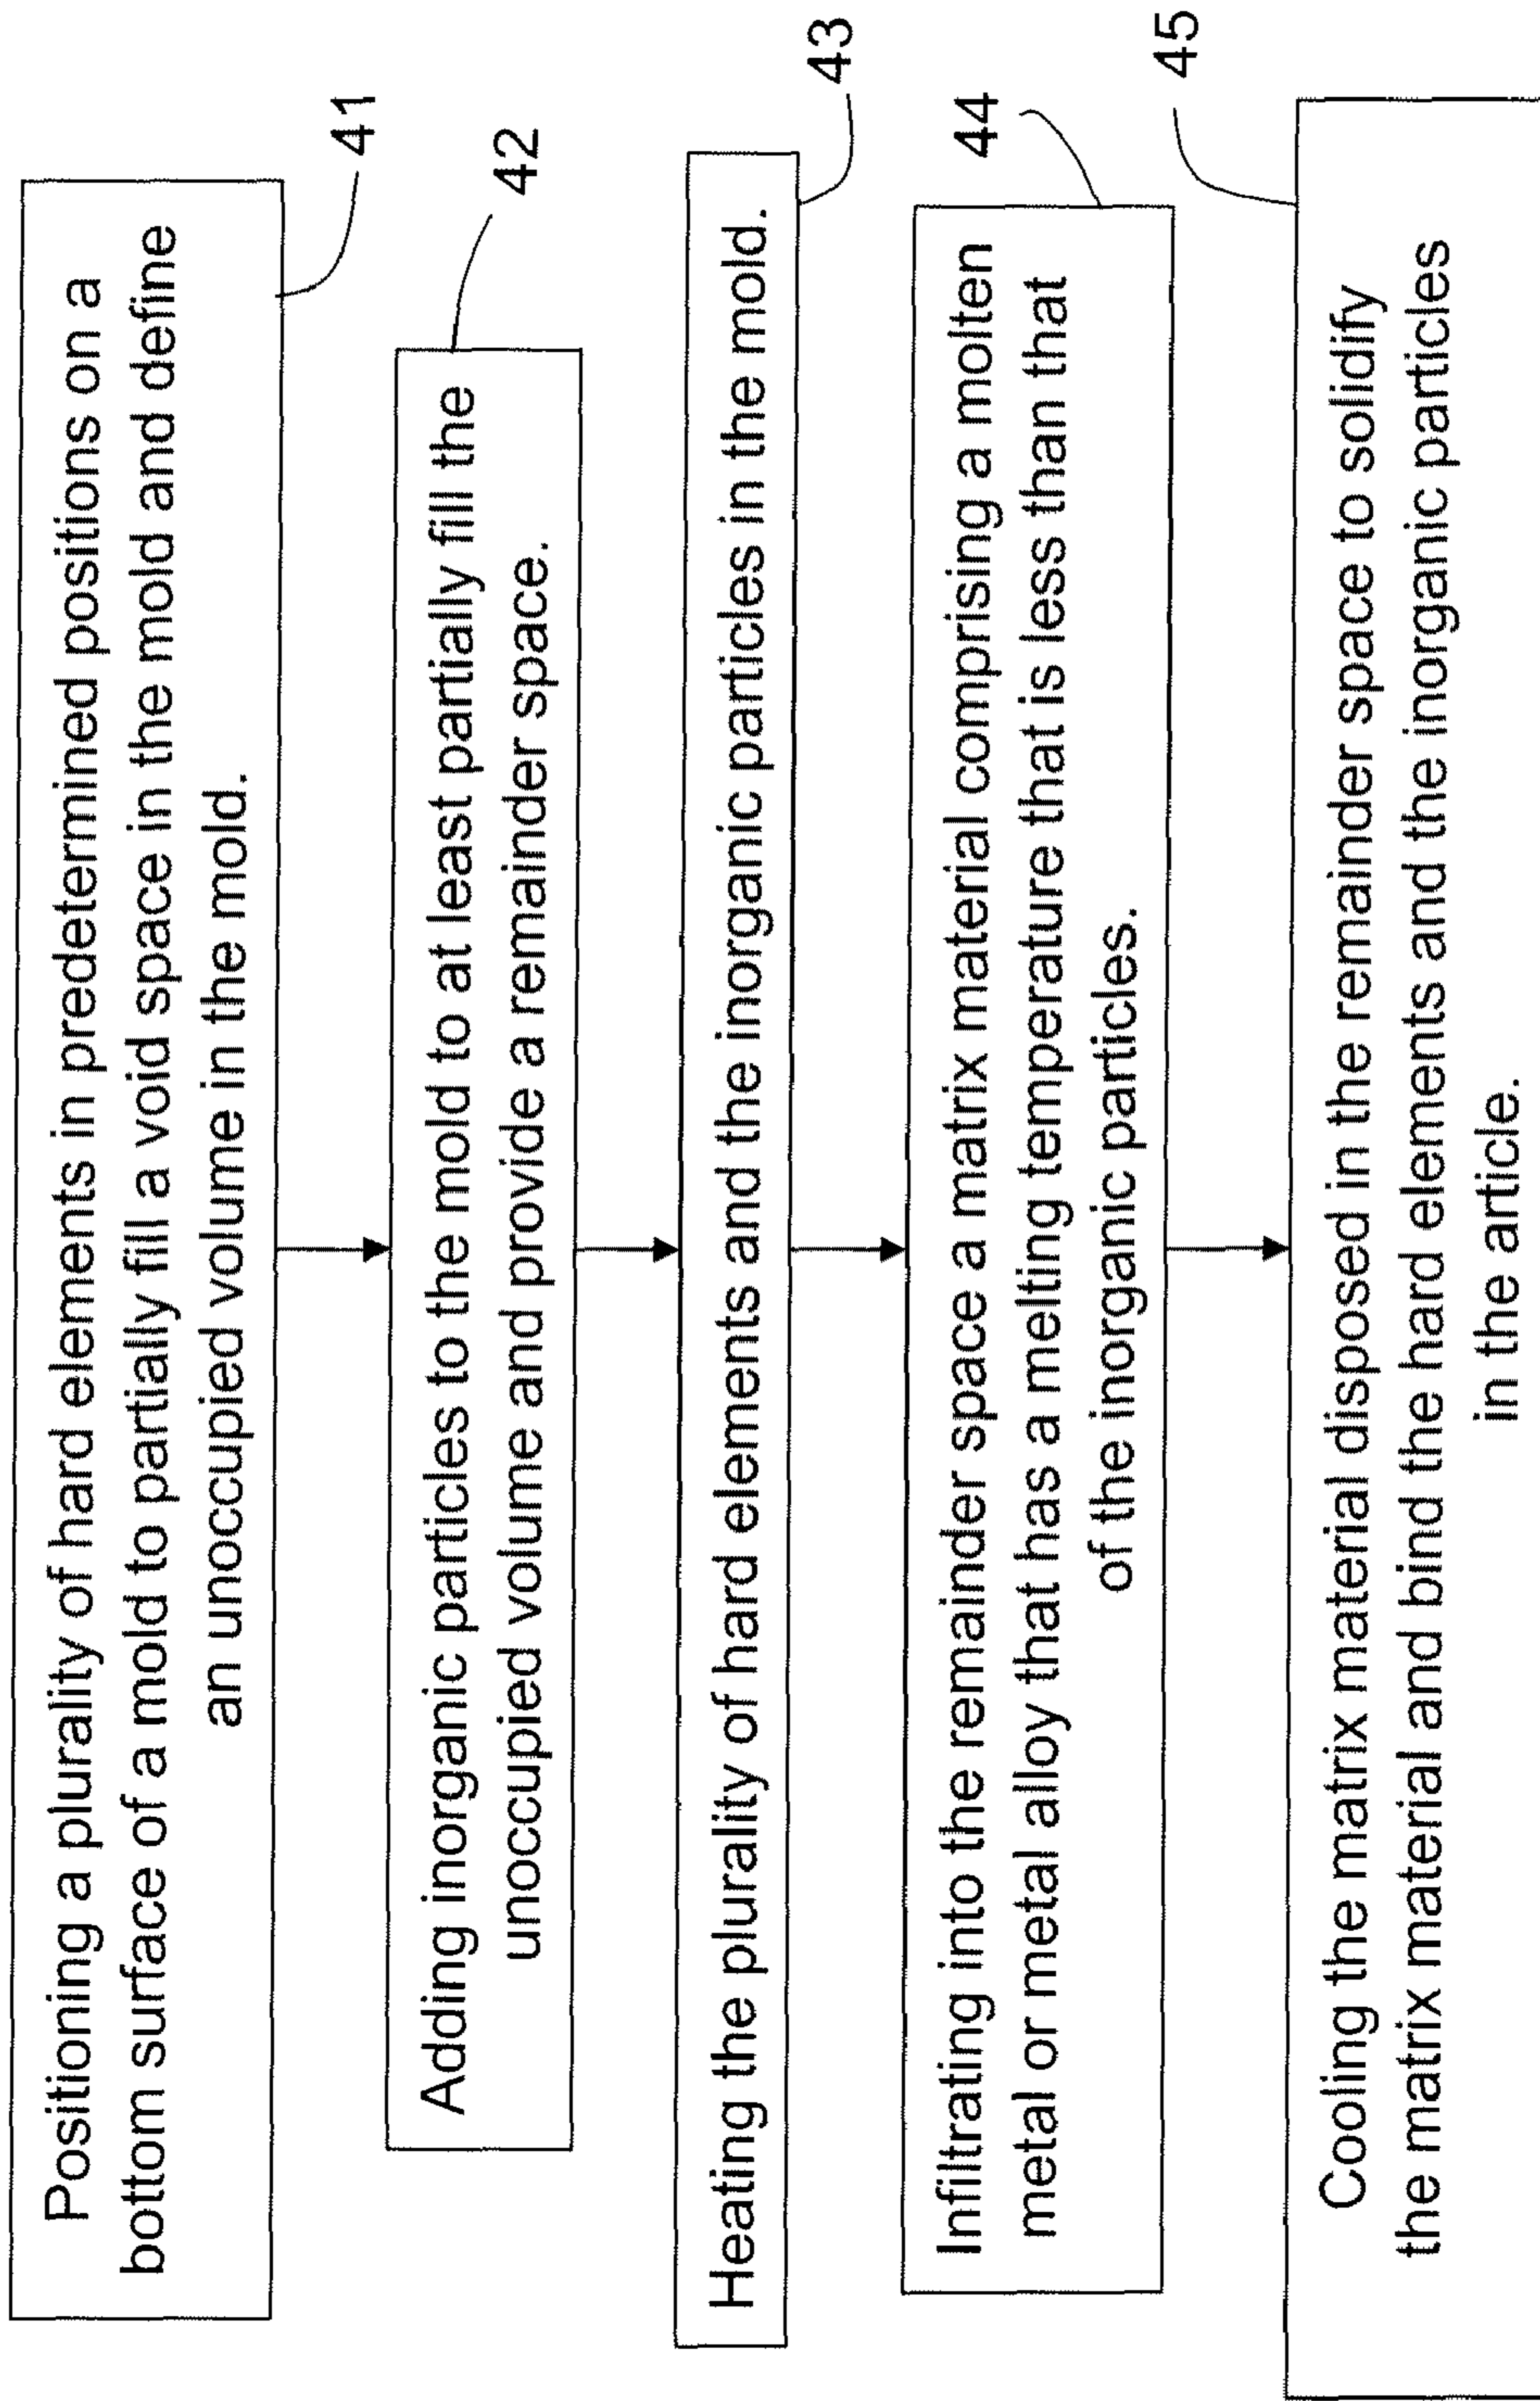 Positioning a plurality of hard elements in predetermined positions on a
bottom surface of a mold to partially fill a void space in the mold and define
an unoccupied volume in the mold.
41
Adding inorganic particles to the mold to at least partially fill the
unoccupied volume and provide a remainder space.
42
Heating the plurality of hard elements and the inorganic particles in the mold.
43
Infiltrating into the remainder space a matrix material comprising a molten
metal or metal alloy that has a melting temperature that is less than that
of the inorganic particles.
44
Cooling the matrix material disposed in the remainder space to solidify
the matrix material and bind the hard elements and the inorganic particles
in the article.
45